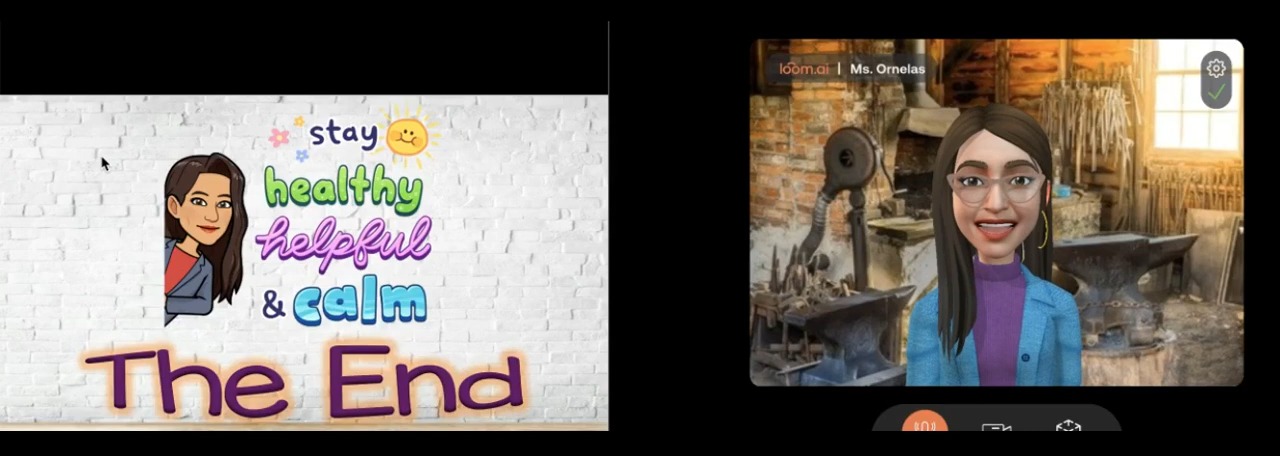 stay
healthy
helpful
& calm
The End
loom.ai | Ms. Ornelas